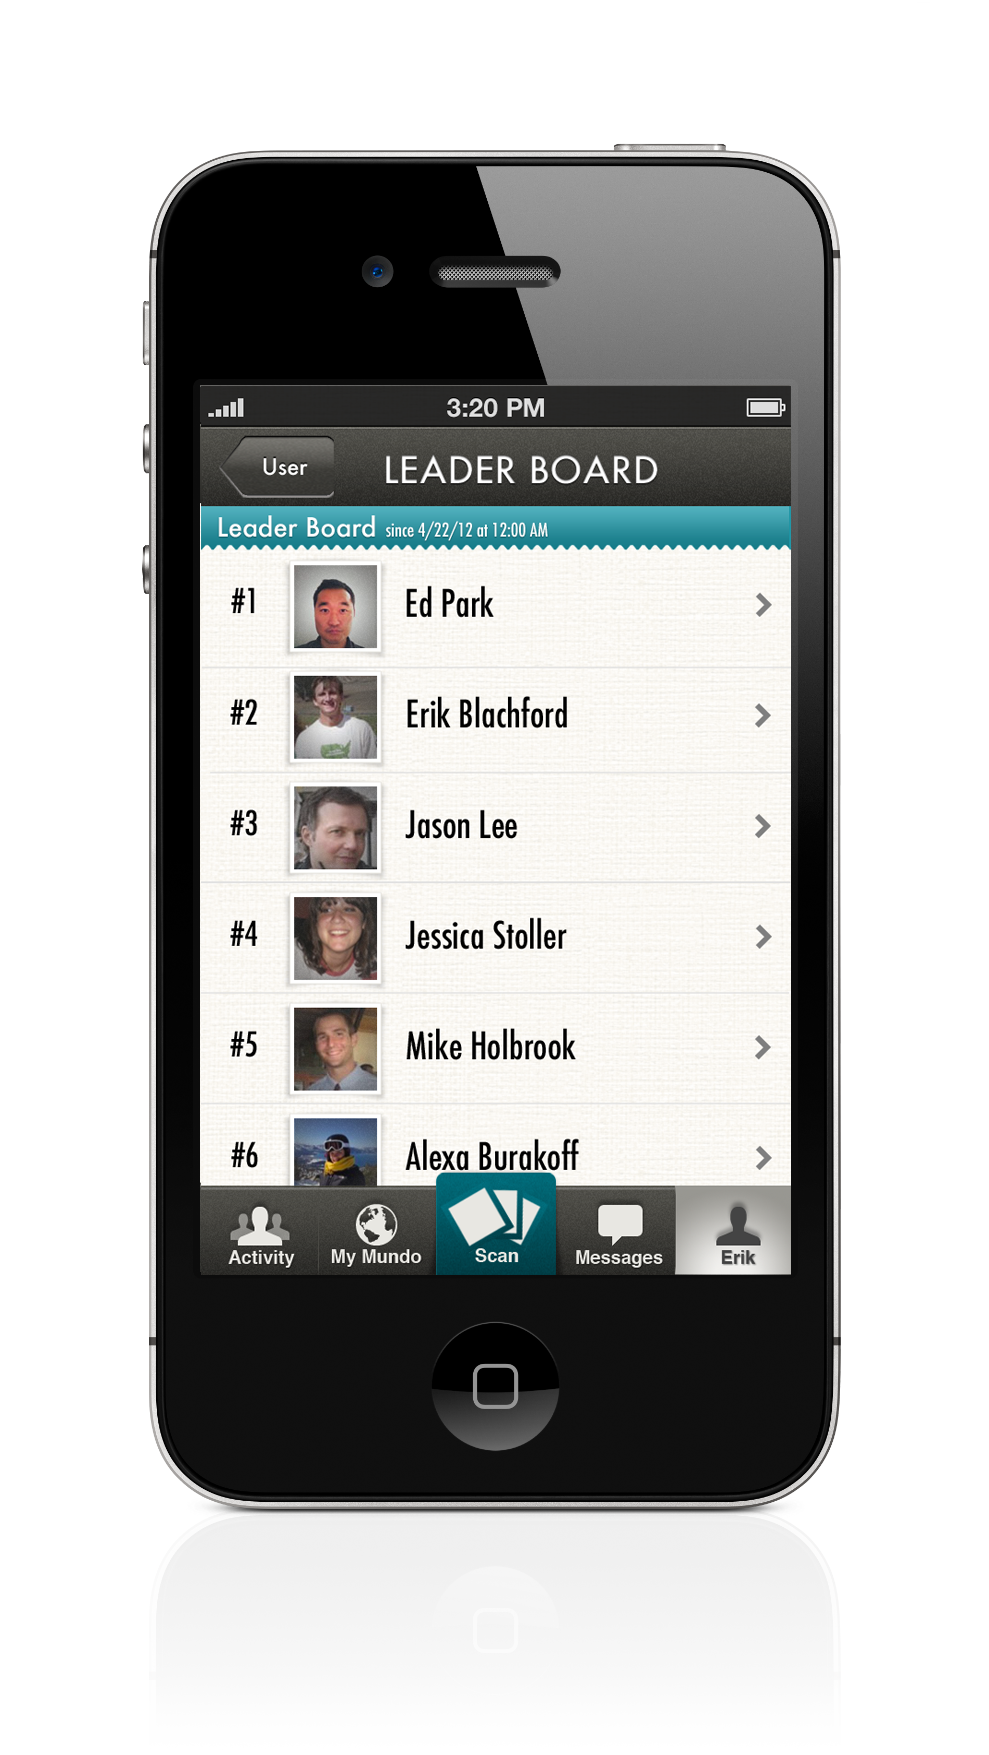 3:20 PM
User
LEADER BOARD
Leader Board since 4/22/12 at 12:00 AM
#1 Ed Park
#2 Erik Blachford
#3 Jason Lee
#4 Jessica Stoller
#5 Mike Holbrook
#6 Alexa Burakoff
Activity My Mundo Scan Messages Erik